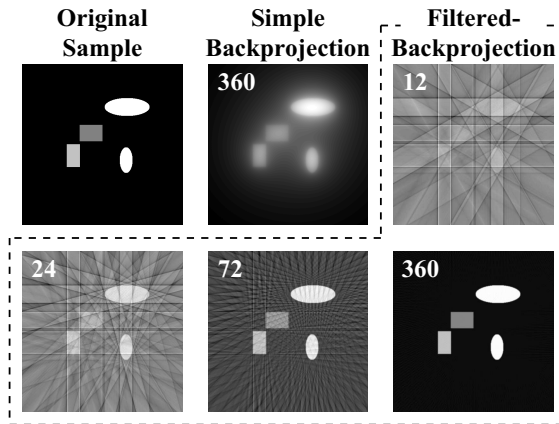 Original
Sample
Simple
Backprojection
Filtered-
Backprojection
360
12
24
72
360